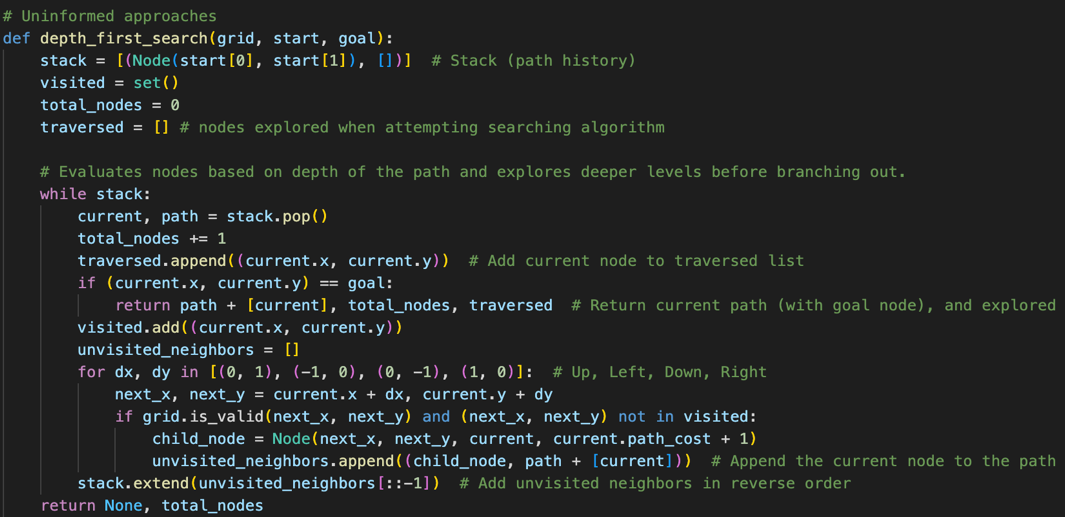 # Uninformed approaches
def depth_first_search(grid, start, goal):
    stack = [(Node(start[0], start[1]), [])]  # Stack (path history)
    visited = set()
    total_nodes = 0
    traversed = [] # nodes explored when attempting searching algorithm

    # Evaluates nodes based on depth of the path and explores deeper levels before branching out.
    while stack:
        current, path = stack.pop()
        total_nodes += 1
        traversed.append((current.x, current.y))  # Add current node to traversed list
        if (current.x, current.y) == goal:
            return path + [current], total_nodes, traversed  # Return current path (with goal node), and explored
        visited.add((current.x, current.y))
        unvisited_neighbors = []
        for dx, dy in [(0, 1), (-1, 0), (0, -1), (1, 0)]:  # Up, Left, Down, Right
            next_x, next_y = current.x + dx, current.y + dy
            if grid.is_valid(next_x, next_y) and (next_x, next_y) not in visited:
                child_node = Node(next_x, next_y, current, current.path_cost + 1)
                unvisited_neighbors.append((child_node, path + [current]))  # Append the current node to the path
        stack.extend(unvisited_neighbors[::-1])  # Add unvisited neighbors in reverse order
    return None, total_nodes